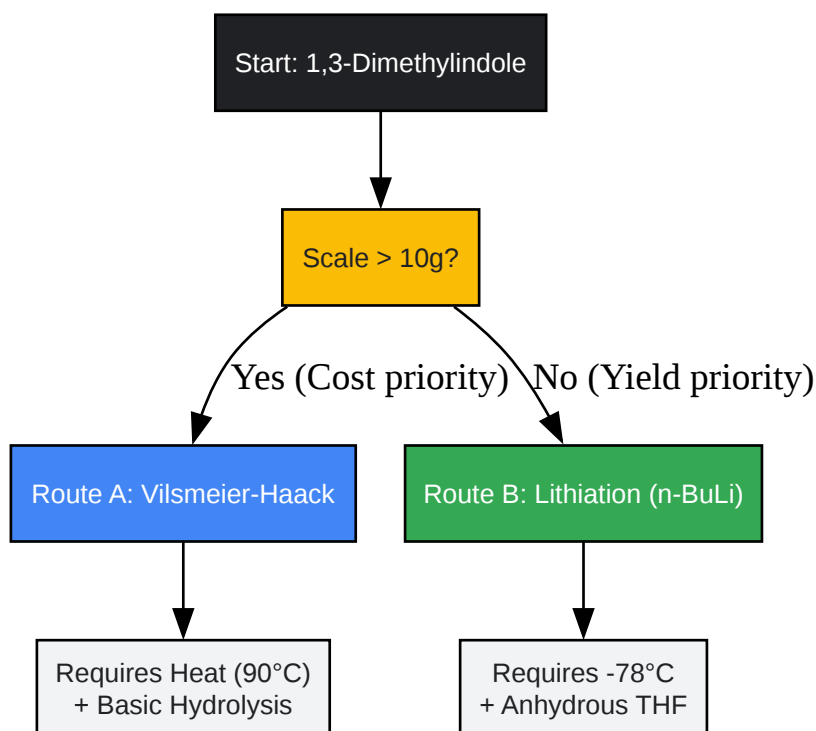 Start: 1,3-Dimethylindole
Scale > 10g?
Yes (Cost priority)
No (Yield priority)
Route A: Vilsmeier-Haack
Route B: Lithiation (n-BuLi)
Requires Heat (90°C)
+ Basic Hydrolysis
Requires -78°C
+ Anhydrous THF